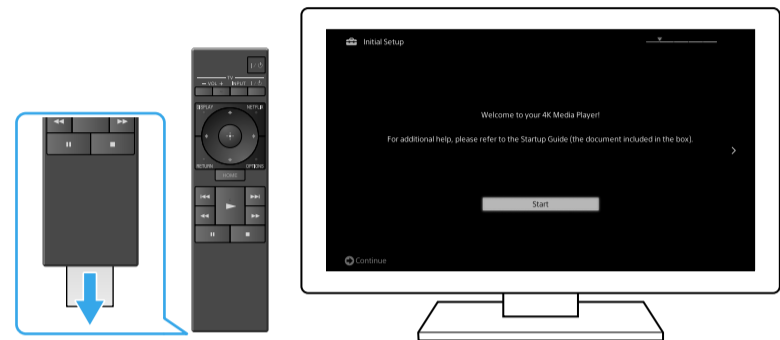 TV
VOL
INPUT
DISPLAY
NETFLIX
RETURN
OPTIONS
HOME
Initial Setup
Welcome to your 4K Media Player!
For additional help, please refer to the Startup Guide (the document included in the box).
Start
Continue